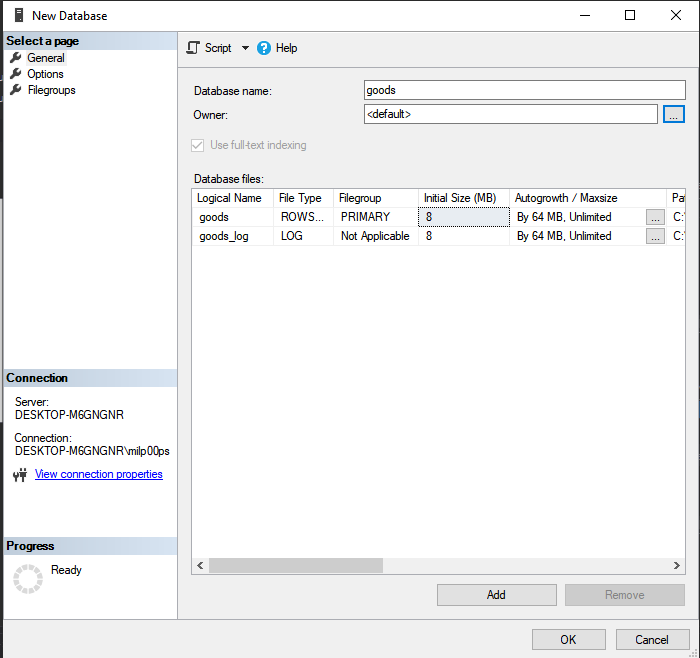 New Database
Select a page
General
Options
Filegroups
Script
Help
Database name:
goods
Owner:
<default>
...
Use full-text indexing
Database files:
Logical Name File Type Filegroup Initial Size (MB) Autogrowth / Maxsize Pa
goods ROWS... PRIMARY 8 By 64 MB, Unlimited ... C:\
goods_log LOG Not Applicable 8 By 64 MB, Unlimited ... C:\
Connection
Server:
DESKTOP-M6GNGNR
Connection:
DESKTOP-M6GNGNR\milp00ps
View connection properties
Progress
Ready
Add Remove
OK Cancel